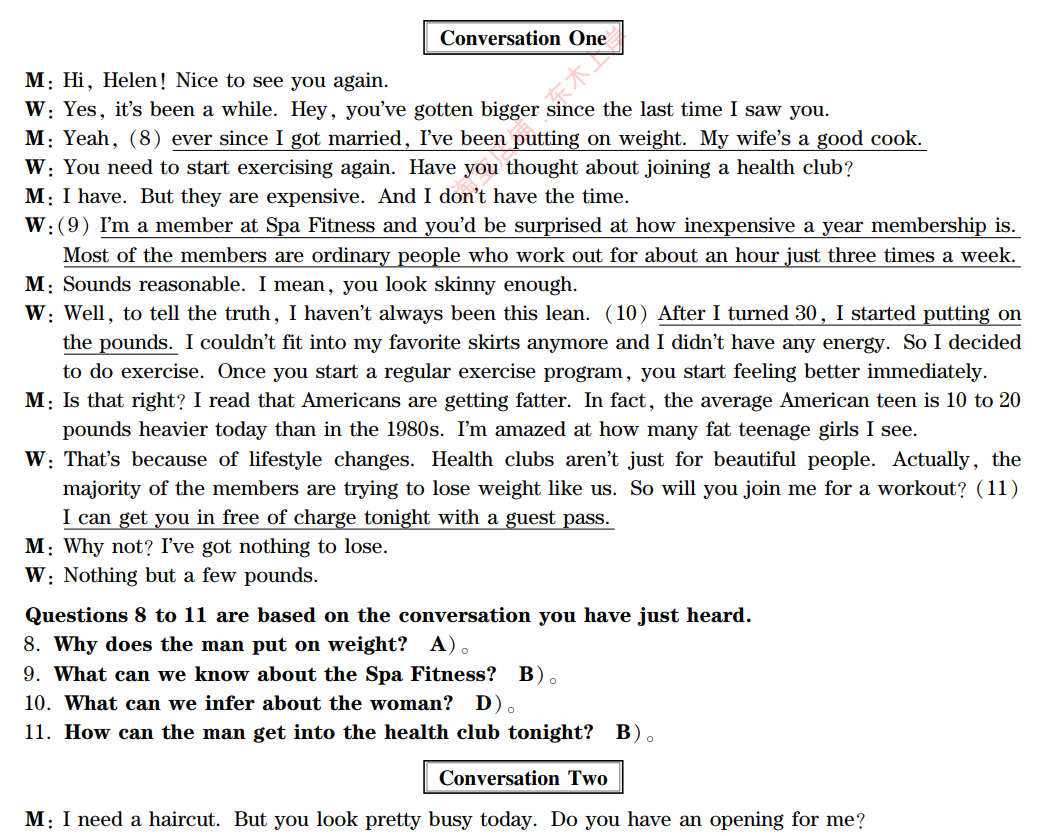 Conversation One
M: Hi, Helen! Nice to see you again.
W: Yes, it's been a while. Hey, you've gotten bigger since the last time I saw you.
M: Yeah, (8) ever since I got married, I've been putting on weight. My wife's a good cook.
W: You need to start exercising again. Have you thought about joining a health club?
M: I have. But they are expensive. And I don't have the time.
W:(9) I'm a member at Spa Fitness and you'd be surprised at how inexpensive a year membership is.
Most of the members are ordinary people who work out for about an hour just three times a week.
M: Sounds reasonable. I mean, you look skinny enough.
W: Well, to tell the truth, I haven't always been this lean. (10) After I turned 30, I started putting on
the pounds. I couldn't fit into my favorite skirts anymore and I didn't have any energy. So I decided
to do exercise. Once you start a regular exercise program, you start feeling better immediately.
M: Is that right? I read that Americans are getting fatter. In fact, the average American teen is 10 to 20
pounds heavier today than in the 1980s. I'm amazed at how many fat teenage girls I see.
W: That's because of lifestyle changes. Health clubs aren't just for beautiful people. Actually, the
majority of the members are trying to lose weight like us. So will you join me for a workout? (11)
I can get you in free of charge tonight with a guest pass.
M: Why not? I've got nothing to lose.
W: Nothing but a few pounds.
Questions 8 to 11 are based on the conversation you have just heard.
8. Why does the man put on weight? A)。
9. What can we know about the Spa Fitness? B)。
10. What can we infer about the woman? D)。
11. How can the man get into the health club tonight? B)。
Conversation Two
M: I need a haircut. But you look pretty busy today. Do you have an opening for me?
淘宝店铺：东木上岸